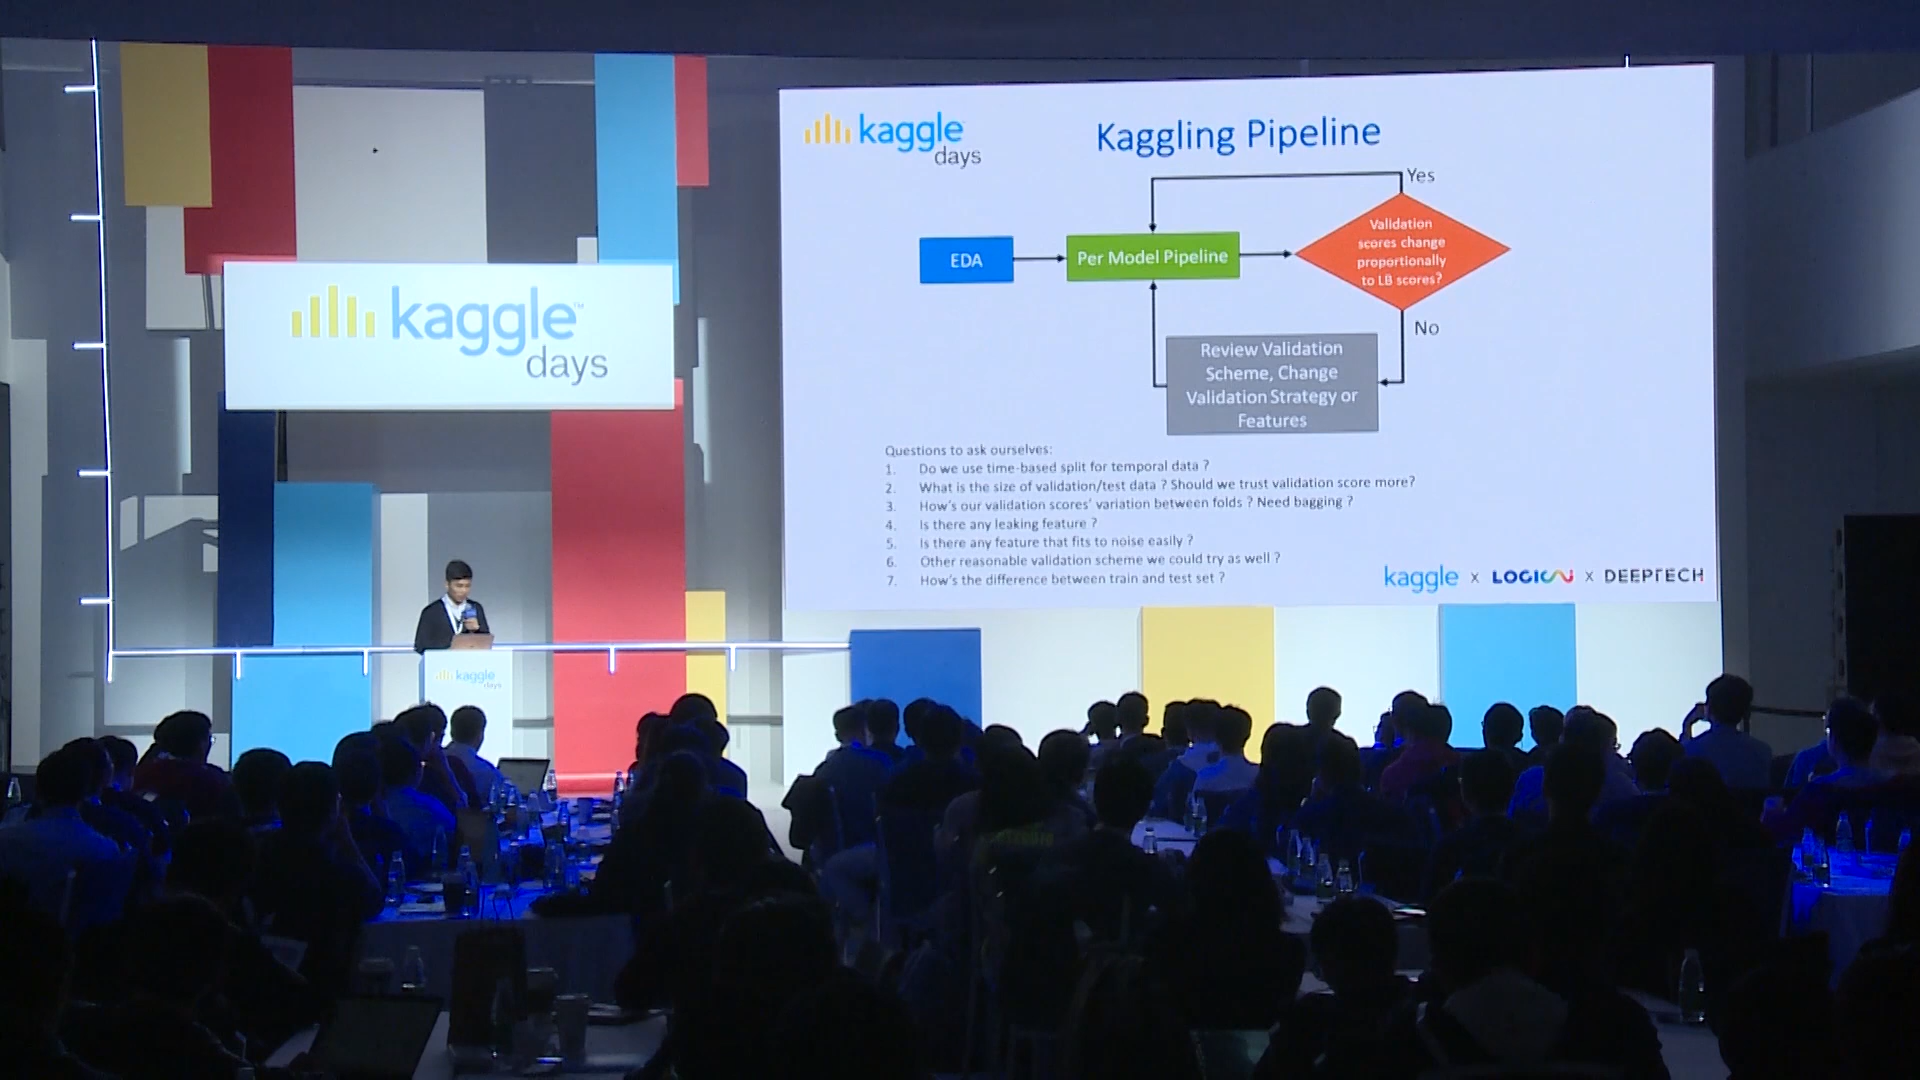 kaggle
days
Kaggling Pipeline
Yes
EDA
Per Model Pipeline
Validation
scores change
proportionally
to LB scores?
No
Review Validation
Scheme, Change
Validation Strategy or
Features
Questions to ask ourselves:
1. Do we use time-based split for temporal data ?
2. What is the size of validation/test data ? Should we trust validation score more?
3. How's our validation scores' variation between folds ? Need bagging ?
4. Is there any leaking feature ?
5. Is there any feature that fits to noise easily ?
6. Other reasonable validation scheme we could try as well ?
7. How's the difference between train and test set ?
kaggle x LOGICAI x DEEPTECH
kaggle™
days
kaggle
days